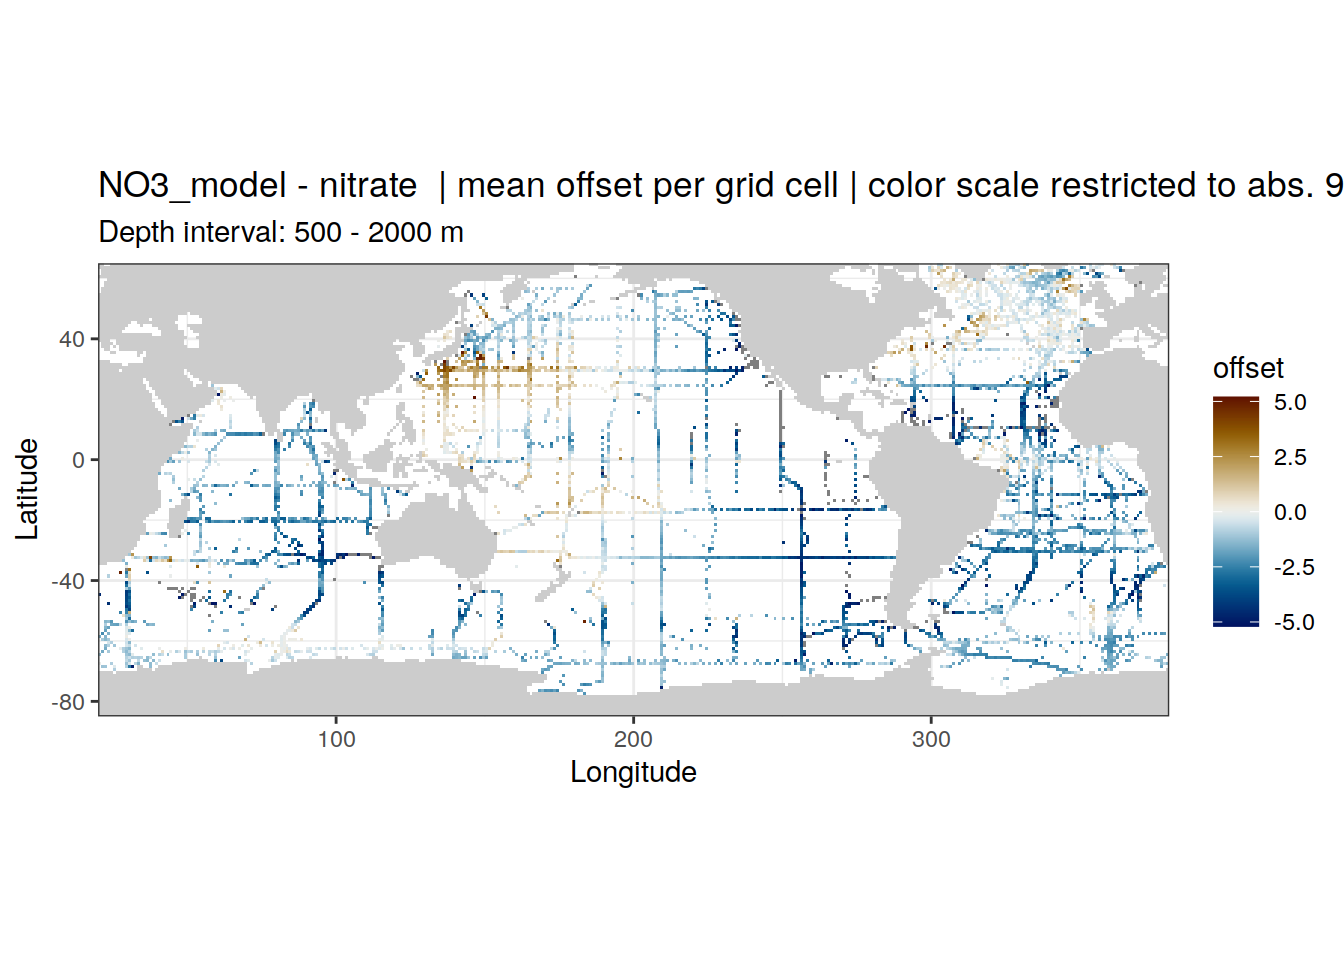 NO3_model - nitrate  | mean offset per grid cell | color scale restricted to abs. 9
Depth interval: 500 - 2000 m
offset
5.0
2.5
0.0
-2.5
-5.0
40
0
-40
-80
Latitude
100
200
300
Longitude